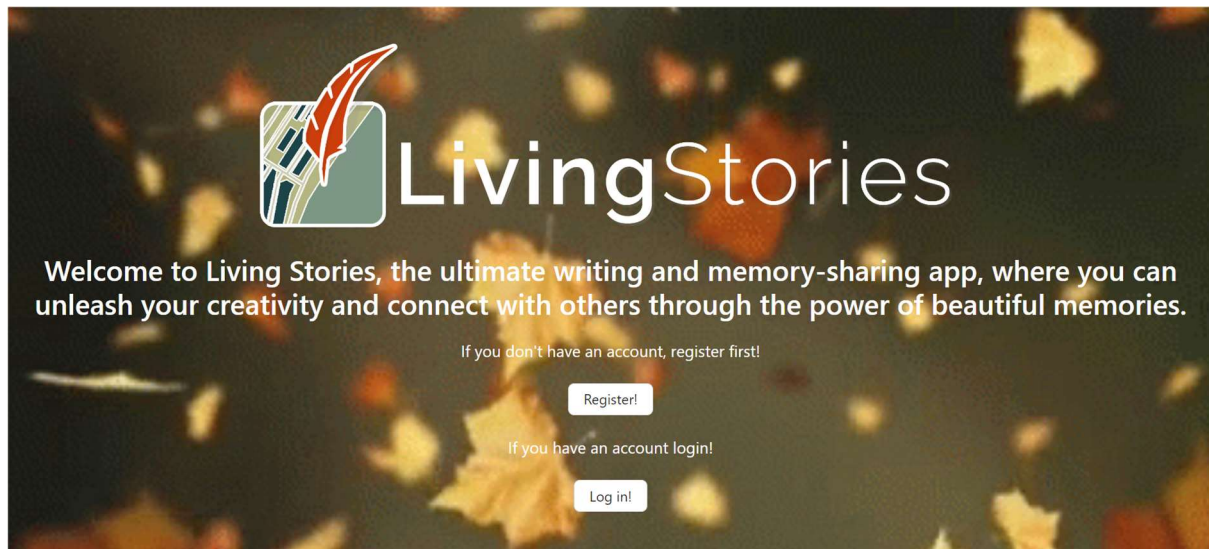 LivingStories
Welcome to Living Stories, the ultimate writing and memory-sharing app, where you can
unleash your creativity and connect with others through the power of beautiful memories.
If you don't have an account, register first!
Register!
If you have an account login!
Log in!